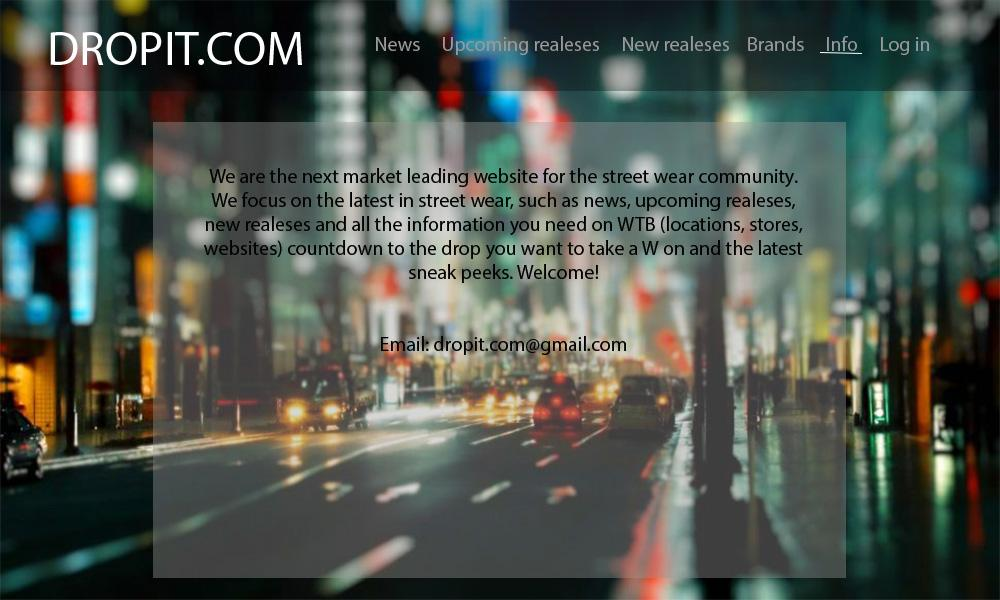 DROPIT.COM
News Upcoming realeses New realeses Brands Info Log in
We are the next market leading website for the street wear community.
We focus on the latest in street wear, such as news, upcoming realeses,
new realeses and all the information you need on WTB (locations, stores,
websites) countdown to the drop you want to take a W on and the latest
sneak peeks. Welcome!
Email: dropit.com@gmail.com